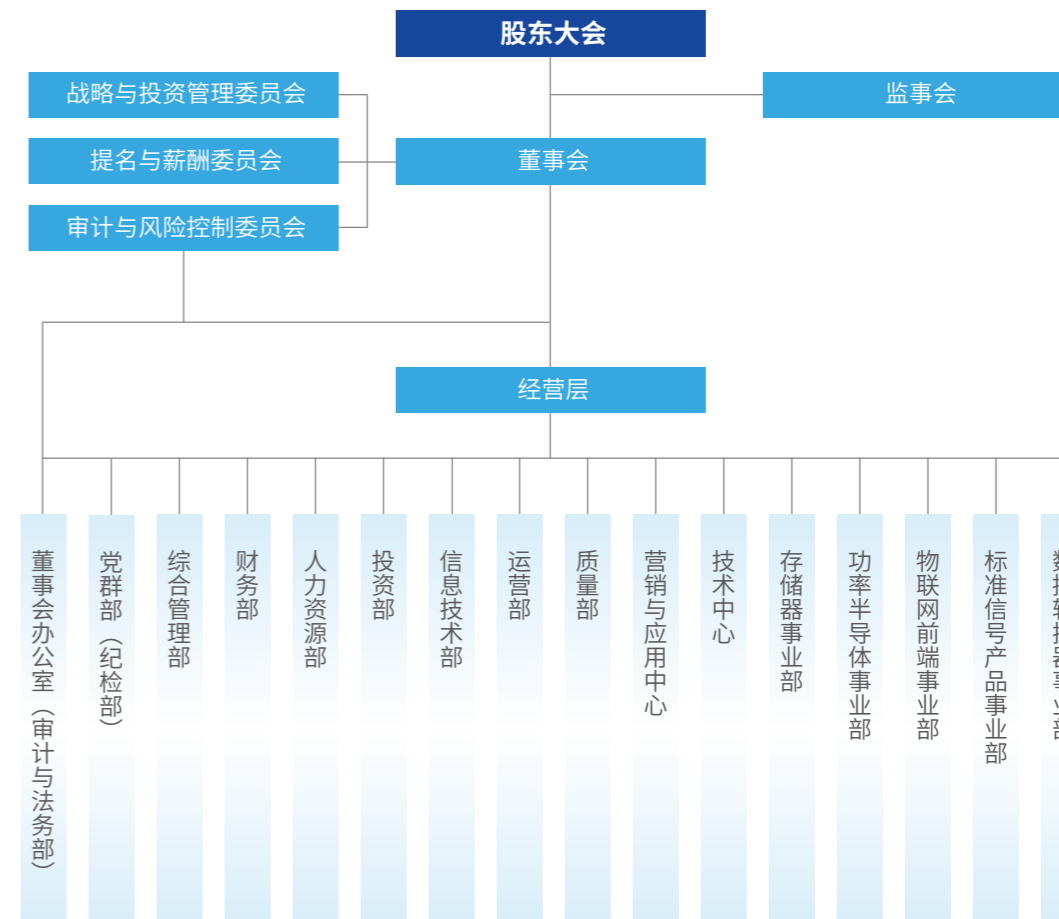 股东大会
战略与投资管理委员会
监事会
提名与薪酬委员会
董事会
审计与风险控制委员会
经营层
董事会办公室（审计与法务部）
党群部（纪检部）
综合管理部
财务部
人力资源部
投资部
信息技术部
运营部
质量部
营销与应用中心
技术中心
存储器事业部
功率半导体事业部
物联网前端事业部
标准信号产品事业部